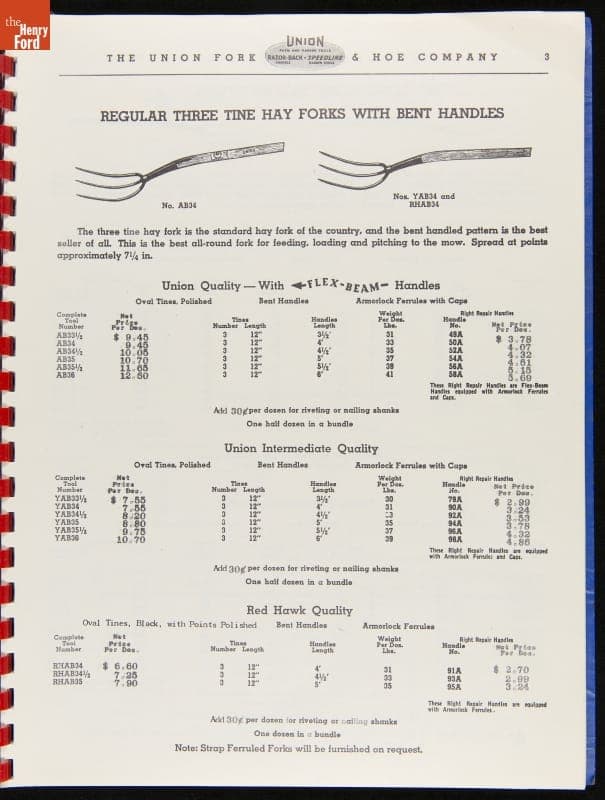 the
Henry
Ford
UNION
FARM AND GARDEN TOOLS
THE UNION FORK RAZOR-BACK SPEEDLINE & HOE COMPANY 3
SHOVELS GARDEN TOOLS
REGULAR THREE TINE HAY FORKS WITH BENT HANDLES
No. AB34
Nos. YAB34 and
RHAB34
The three tine hay fork is the standard hay fork of the country, and the bent handled pattern is the best
seller of all. This is the best all-round fork for feeding, loading and pitching to the mow. Spread at points
approximately 7¼ in.
Union Quality — With FLEX-BEAM Handles
Oval Tines, Polished Bent Handles Armorlock Ferrules with Caps
Complete Tool Number Net Price Per Doz. Tines Number Length Handles Length Weight Per Doz. Lbs. Right Repair Handles Handle No. Net Price Per Doz.
AB33½ $ 9.45 3 12" 3½' 31 49A $ 3.78
AB34 9.45 3 12" 4' 33 50A 4.07
AB34½ 10.05 3 12" 4½' 35 52A 4.32
AB35 10.70 3 12" 5' 37 54A 4.61
AB35½ 11.65 3 12" 5½' 39 56A 5.15
AB36 12.60 3 12" 6' 41 58A 5.69
These Right Repair Handles are Flex-Beam
Handles equipped with Armorlock Ferrules
and Caps.
Add 30¢ per dozen for riveting or nailing shanks
One half dozen in a bundle
Union Intermediate Quality
Oval Tines, Polished Bent Handles Armorlock Ferrules with Caps
Complete Tool Number Net Price Per Doz. Tines Number Length Handles Length Weight Per Doz. Lbs. Right Repair Handles Handle No. Net Price Per Doz.
YAB33½ $ 7.55 3 12" 3½' 30 79A $ 2.99
YAB34 7.55 3 12" 4' 31 90A 3.24
YAB34½ 8.20 3 12" 4½' 3 92A 3.53
YAB35 8.80 3 12" 5' 35 94A 3.78
YAB35½ 9.75 3 12" 5½' 37 96A 4.32
YAB36 10.70 3 12" 6' 39 98A 4.86
These Right Repair Handles are equipped
with Armorlock Ferrules and Caps.
Add 30¢ per dozen for riveting or nailing shanks
One half dozen in a bundle
Red Hawk Quality
Oval Tines, Black, with Points Polished Bent Handles Armorlock Ferrules
Complete Tool Number Net Price Per Doz. Tines Number Length Handles Length Weight Per Doz. Lbs. Right Repair Handles Handle No. Net Price Per Doz.
RHAB34 $ 6.60 3 12" 4' 31 91A $ 2.70
RHAB34½ 7.25 3 12" 4½' 33 93A 2.99
RHAB35 7.90 3 12" 5' 35 95A 3.24
These Right Repair Handles are equipped
with Armorlock Ferrules.
Add 30¢ per dozen for riveting or nailing shanks
One dozen in a bundle
Note: Strap Ferruled Forks will be furnished on request.